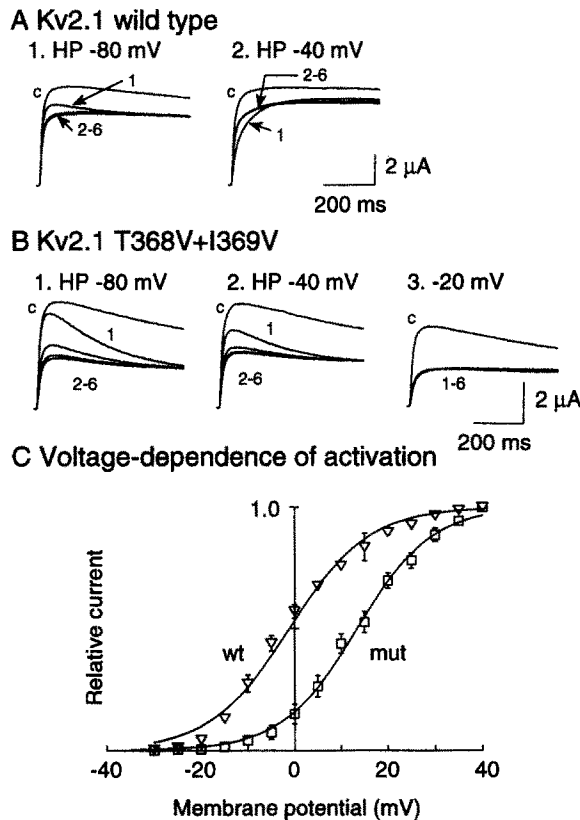 A Kv2.1 wild type
1. HP -80 mV
2. HP -40 mV
c
1
2-6
c
2-6
1
2 µA
200 ms
B Kv2.1 T368V+I369V
1. HP -80 mV
2. HP -40 mV
3. -20 mV
c
1
2-6
c
1
2-6
c
1-6
2 µA
200 ms
C Voltage-dependence of activation
1.0
Relative current
wt
mut
-40
-20
0
20
40
Membrane potential (mV)